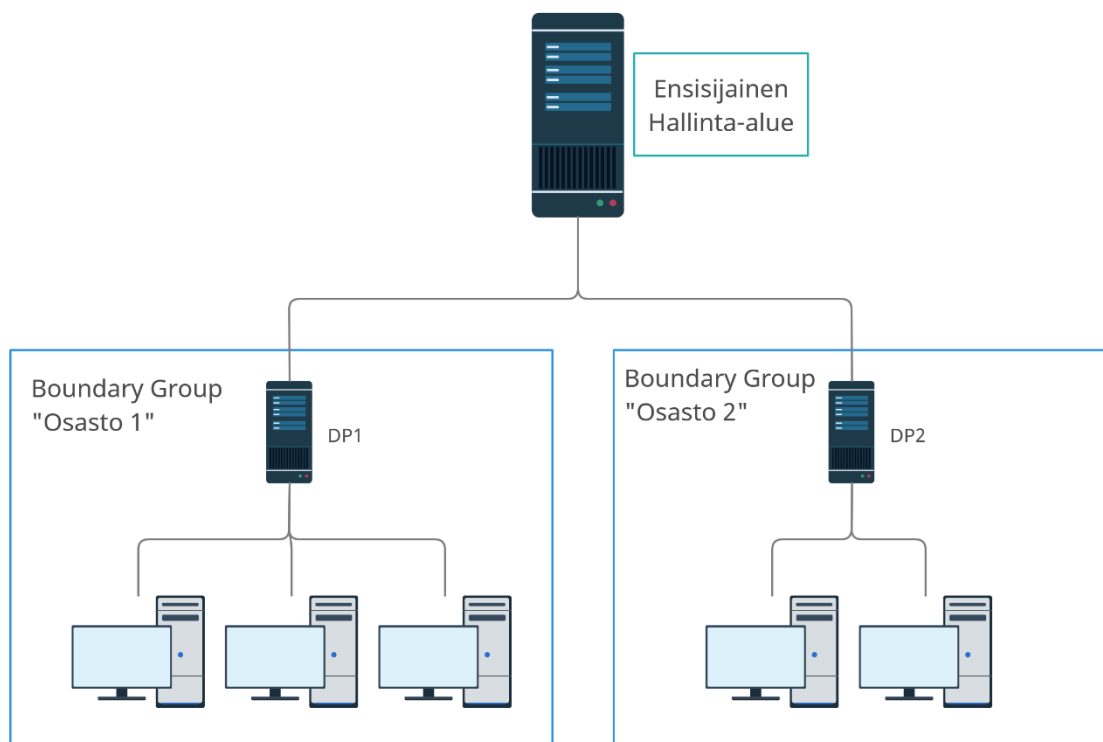 Ensisijainen
Hallinta-alue
Boundary Group
"Osasto 1"
DP1
Boundary Group
"Osasto 2"
DP2